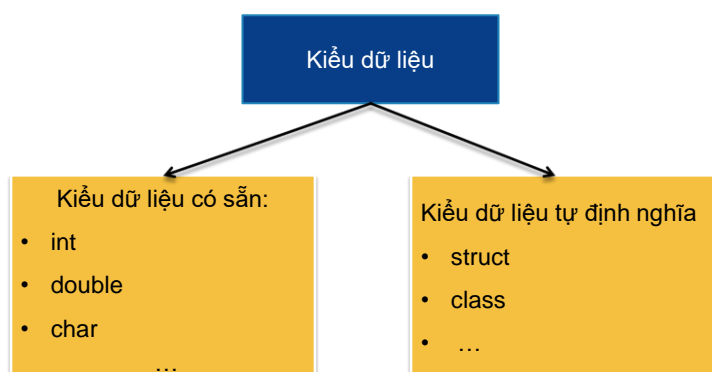 Kiểu dữ liệu
Kiểu dữ liệu có sẵn:
• int
• double
• char
…
Kiểu dữ liệu tự định nghĩa
• struct
• class
• …